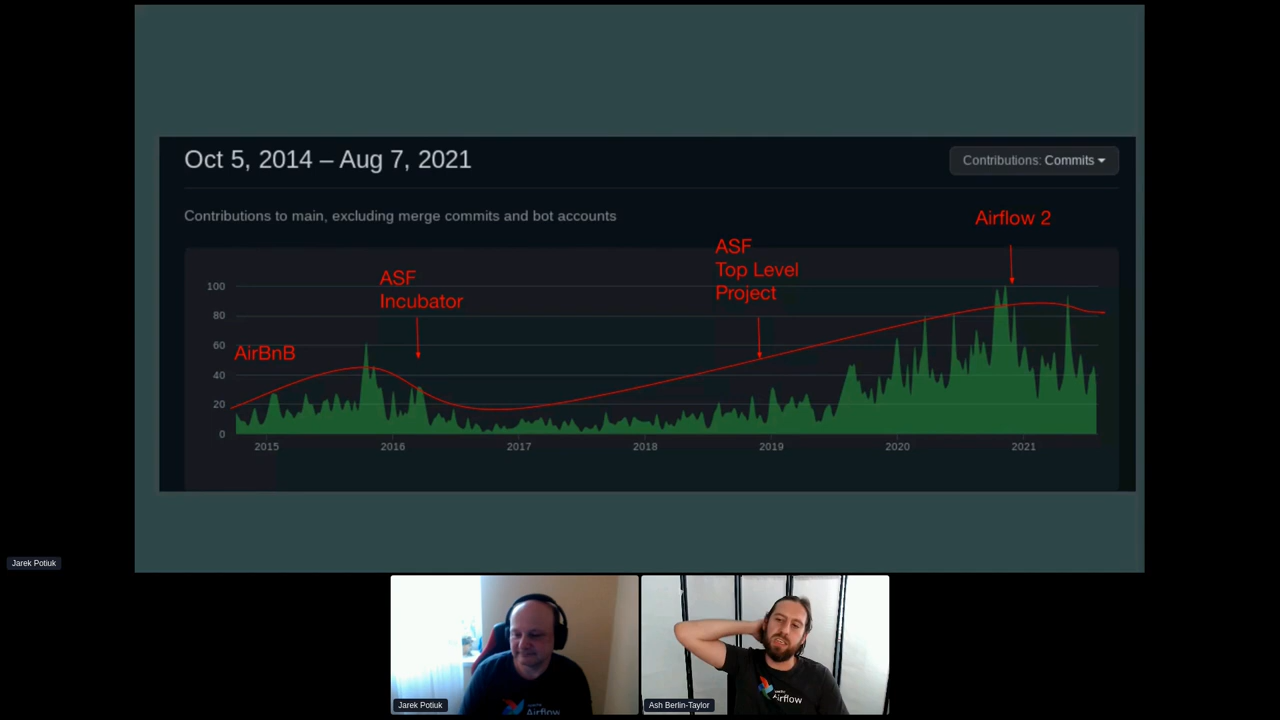 Oct 5, 2014 – Aug 7, 2021
Contributions: Commits
Contributions to main, excluding merge commits and bot accounts
Airflow 2
ASF
Top Level
Project
ASF
Incubator
AirBnB
100
80
60
40
20
0
2015
2016
2017
2018
2019
2020
2021
Jarek Potiuk
Jarek Potiuk
Airflow
Ash Berlin-Taylor
Airflow